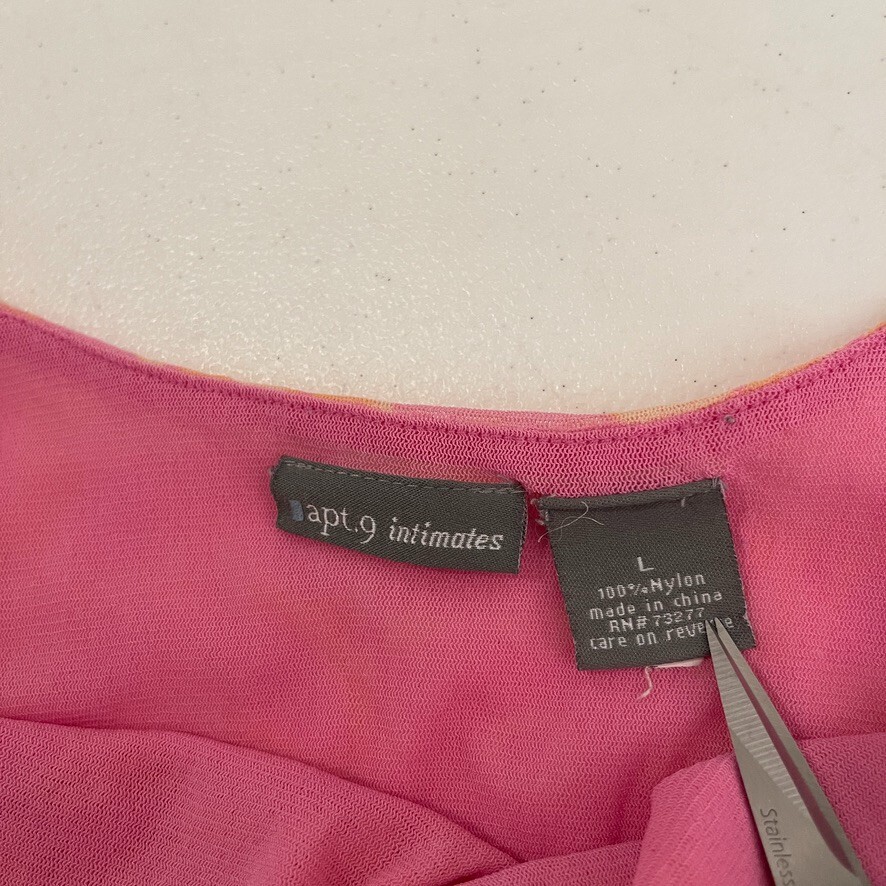 apt.9 intimates
L
100% Nylon
made in china
RN# 73277
care on reverse
Stainless